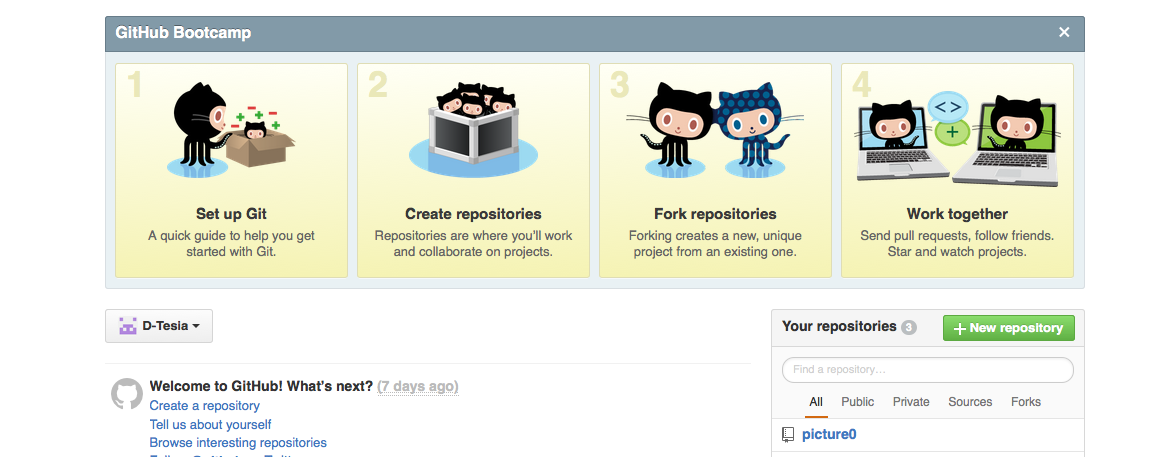 GitHub Bootcamp
1
Set up Git
A quick guide to help you get
started with Git.
2
Create repositories
Repositories are where you’ll work
and collaborate on projects.
3
Fork repositories
Forking creates a new, unique
project from an existing one.
4
Work together
Send pull requests, follow friends.
Star and watch projects.
D-Tesia
Welcome to GitHub! What’s next? (7 days ago)
Create a repository
Tell us about yourself
Browse interesting repositories
Your repositories 3
New repository
Find a repository…
All Public Private Sources Forks
picture0